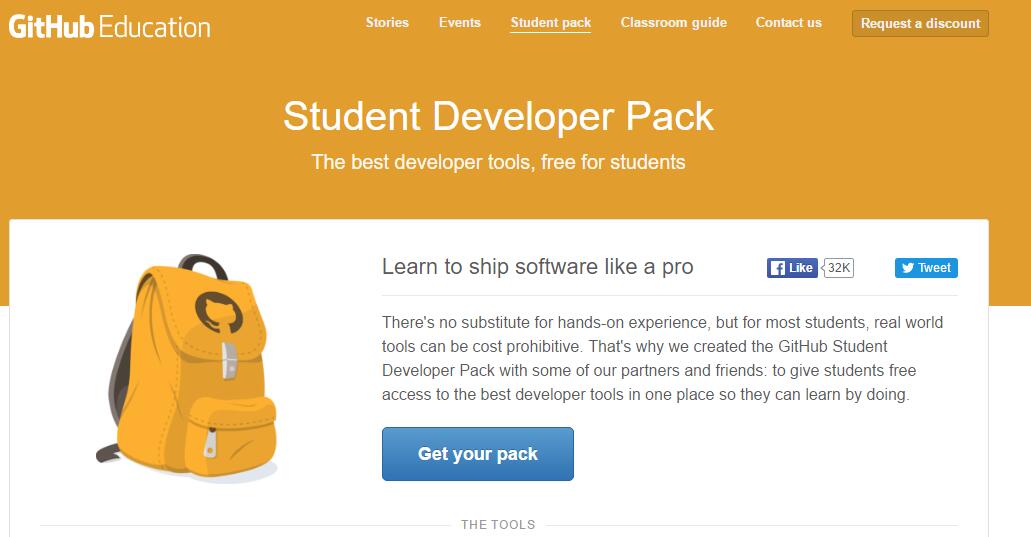 GitHub Education
Stories Events Student pack Classroom guide Contact us Request a discount
Student Developer Pack
The best developer tools, free for students
Learn to ship software like a pro
Like 32K Tweet
There's no substitute for hands-on experience, but for most students, real world
tools can be cost prohibitive. That's why we created the GitHub Student
Developer Pack with some of our partners and friends: to give students free
access to the best developer tools in one place so they can learn by doing.
Get your pack
THE TOOLS